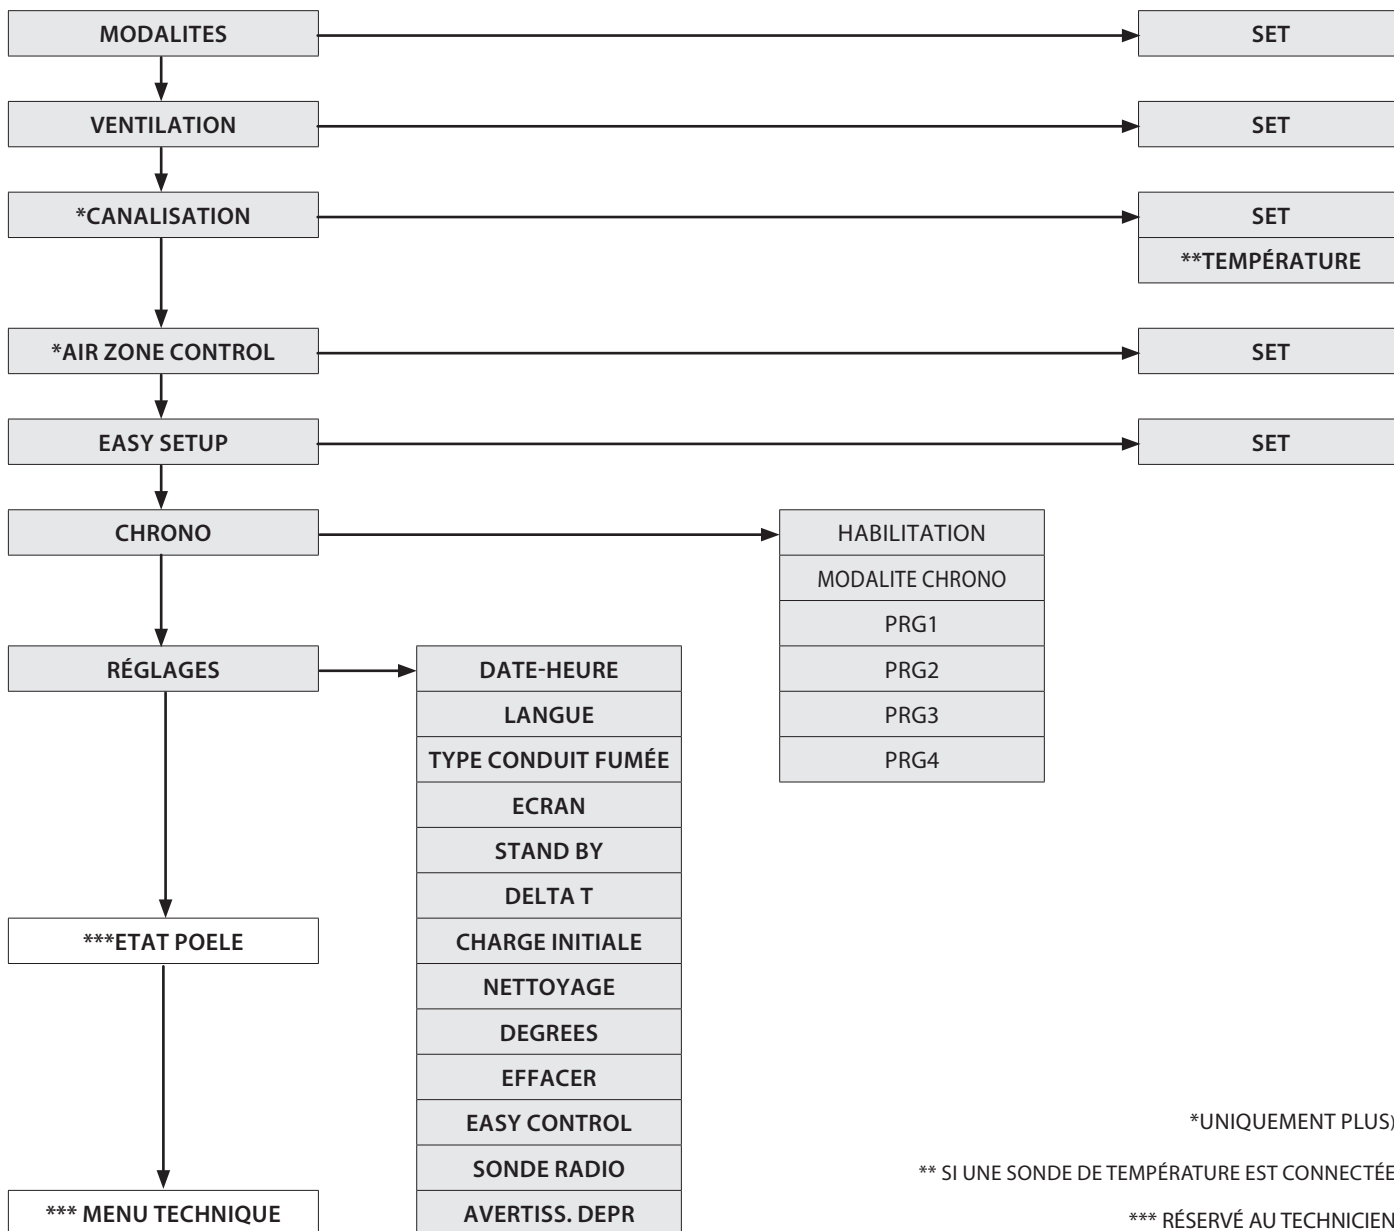 MODALITES
SET
VENTILATION
SET
*CANALISATION
SET
**TEMPÉRATURE
*AIR ZONE CONTROL
SET
EASY SETUP
SET
CHRONO
HABILITATION
MODALITE CHRONO
PRG1
PRG2
PRG3
PRG4
RÉGLAGES
DATE-HEURE
LANGUE
TYPE CONDUIT FUMÉE
ECRAN
STAND BY
DELTA T
CHARGE INITIALE
NETTOYAGE
DEGREES
EFFACER
EASY CONTROL
SONDE RADIO
AVERTISS. DEPR
***ETAT POELE
*** MENU TECHNIQUE
*UNIQUEMENT PLUS)
** SI UNE SONDE DE TEMPÉRATURE EST CONNECTÉE
*** RÉSERVÉ AU TECHNICIEN